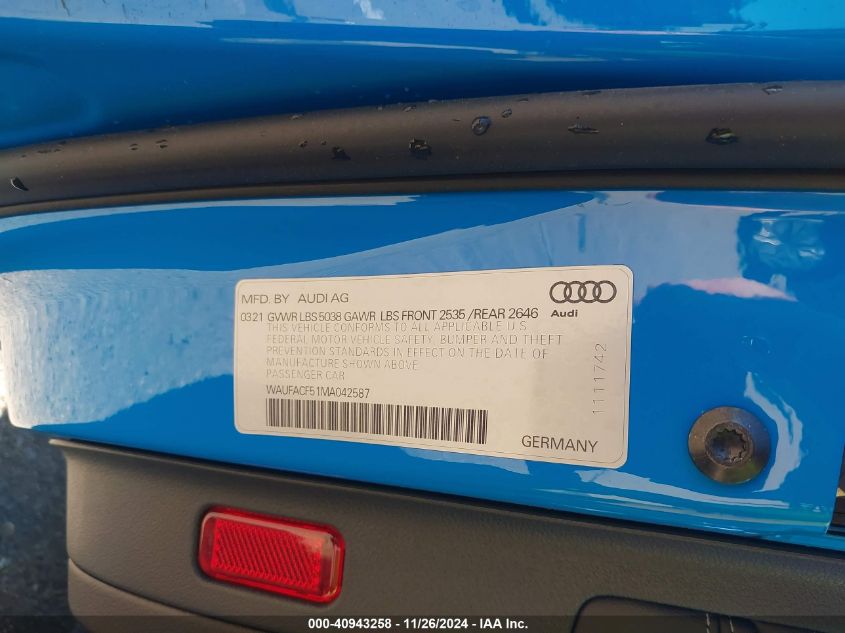 MFD. BY AUDI AG
Audi
0321 GVWR LBS 5038 GAWR LBS FRONT 2535 /REAR 2646
THIS VEHICLE CONFORMS TO ALL APPLICABLE U.S.
FEDERAL MOTOR VEHICLE SAFETY, BUMPER AND THEFT
PREVENTION STANDARDS IN EFFECT ON THE DATE OF
MANUFACTURE SHOWN ABOVE.
PASSENGER CAR
WAUFACF51MA042587
1111742
GERMANY
000-40943258 - 11/26/2024 - IAA Inc.